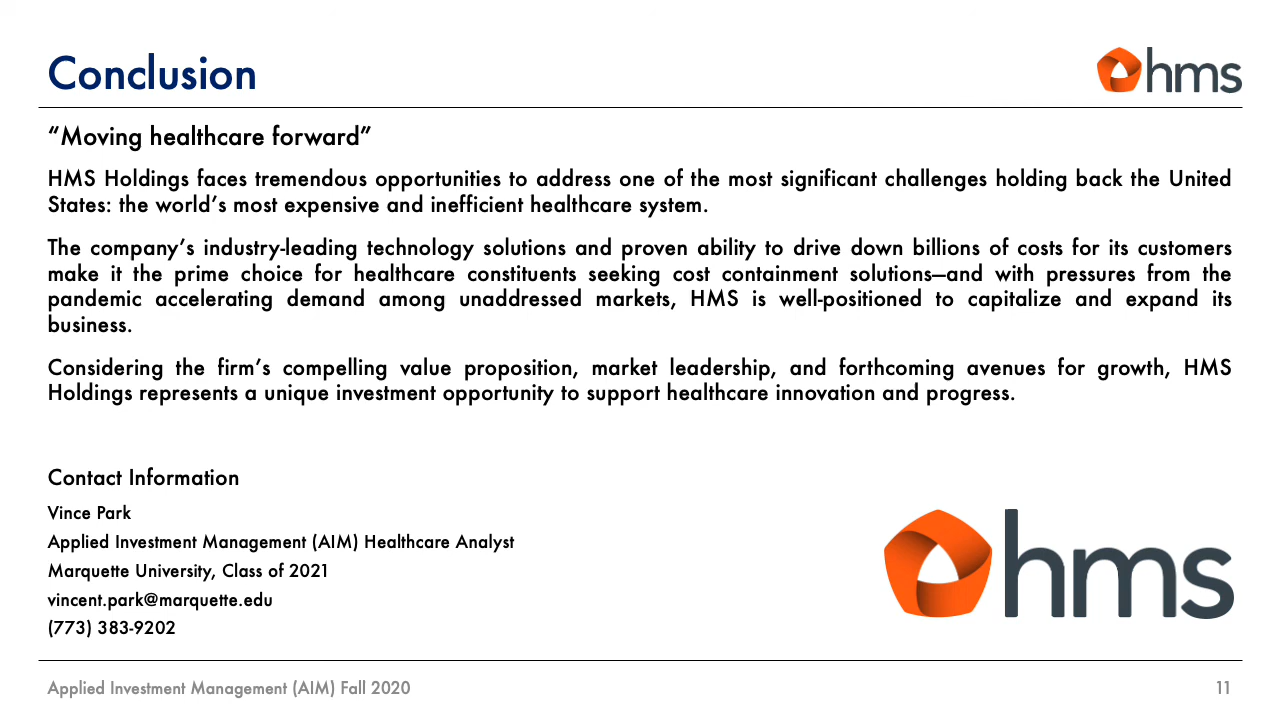 Conclusion
hms
“Moving healthcare forward”
HMS Holdings faces tremendous opportunities to address one of the most significant challenges holding back the United
States: the world’s most expensive and inefficient healthcare system.
The company’s industry-leading technology solutions and proven ability to drive down billions of costs for its customers
make it the prime choice for healthcare constituents seeking cost containment solutions—and with pressures from the
pandemic accelerating demand among unaddressed markets, HMS is well-positioned to capitalize and expand its
business.
Considering the firm’s compelling value proposition, market leadership, and forthcoming avenues for growth, HMS
Holdings represents a unique investment opportunity to support healthcare innovation and progress.
Contact Information
Vince Park
Applied Investment Management (AIM) Healthcare Analyst
Marquette University, Class of 2021
vincent.park@marquette.edu
(773) 383-9202
hms
Applied Investment Management (AIM) Fall 2020
11